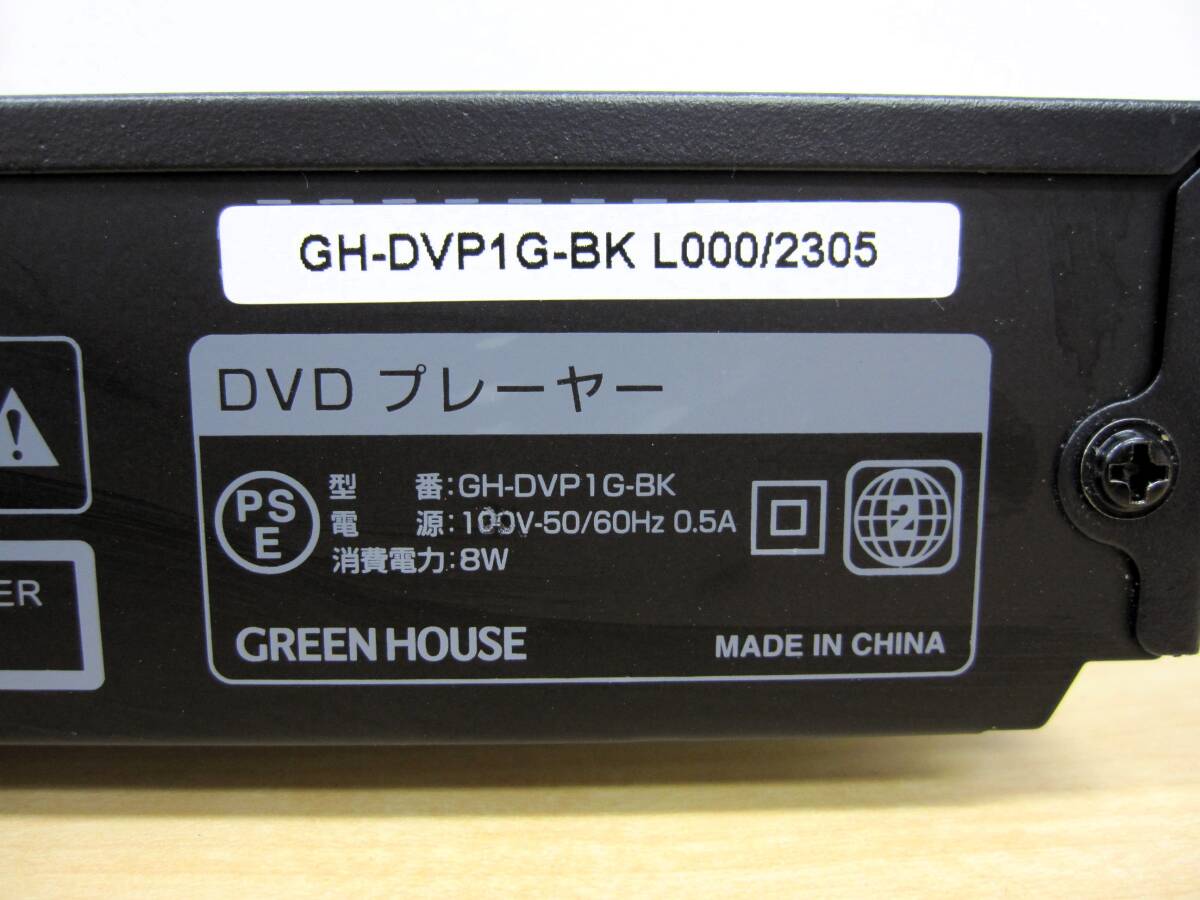 GH-DVP1G-BK L000/2305
DVD プレーヤー
PSE
型 番:GH-DVP1G-BK
電 源:100V-50/60Hz 0.5A
消費電力:8W
2
GREEN HOUSE
MADE IN CHINA
ER